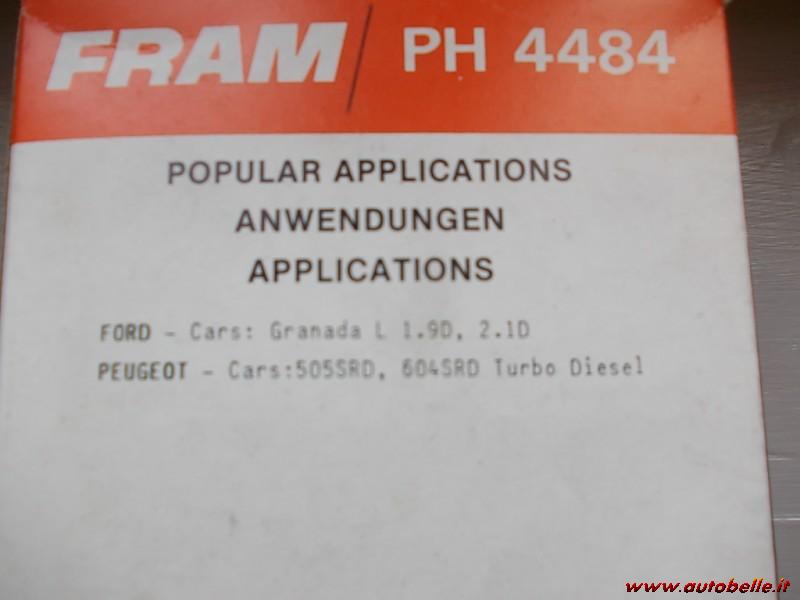 FRAM / PH 4484
POPULAR APPLICATIONS
ANWENDUNGEN
APPLICATIONS
FORD - Cars: Granada L 1.9D, 2.1D
PEUGEOT - Cars:505SRD, 604SRD Turbo Diesel
www.autobelle.it